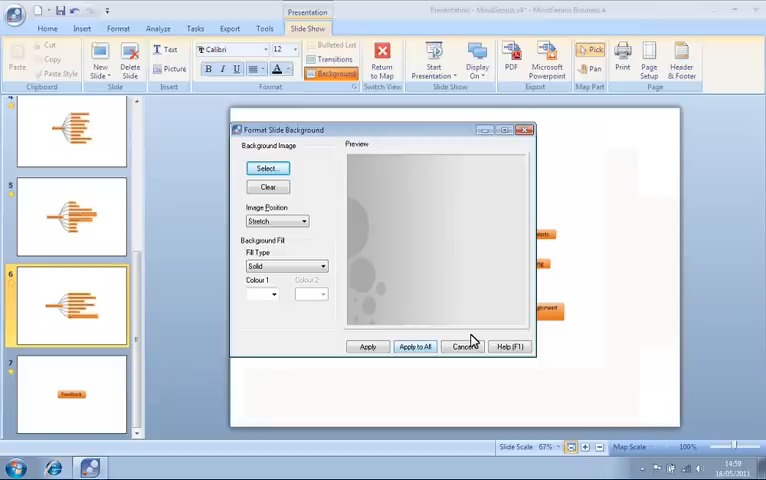 Presentation
Presentation - MindGenius.x8* - MindGenius Business 4
Home Insert Format Analyze Tasks Export Tools Slide Show
Paste
Cut
Copy
Paste Style
Clipboard
New Slide
Delete Slide
Slide
Text
Picture
Insert
Calibri 12
B I U A
Format
Bulleted List
Transitions
Background
Return to Map
Switch View
Start Presentation
Display On
Slide Show
PDF
Microsoft Powerpoint
Export
Pick
Pan
Map Part
Print
Page Setup
Header & Footer
Page
4
5
6
7
Feedback
Format Slide Background
Background Image
Select...
Clear
Image Position
Stretch
Background Fill
Fill Type
Solid
Colour 1 Colour 2
Preview
Apply Apply to All Cancel Help (F1)
Slide Scale 67% Map Scale 100%
14:59
18/05/2011